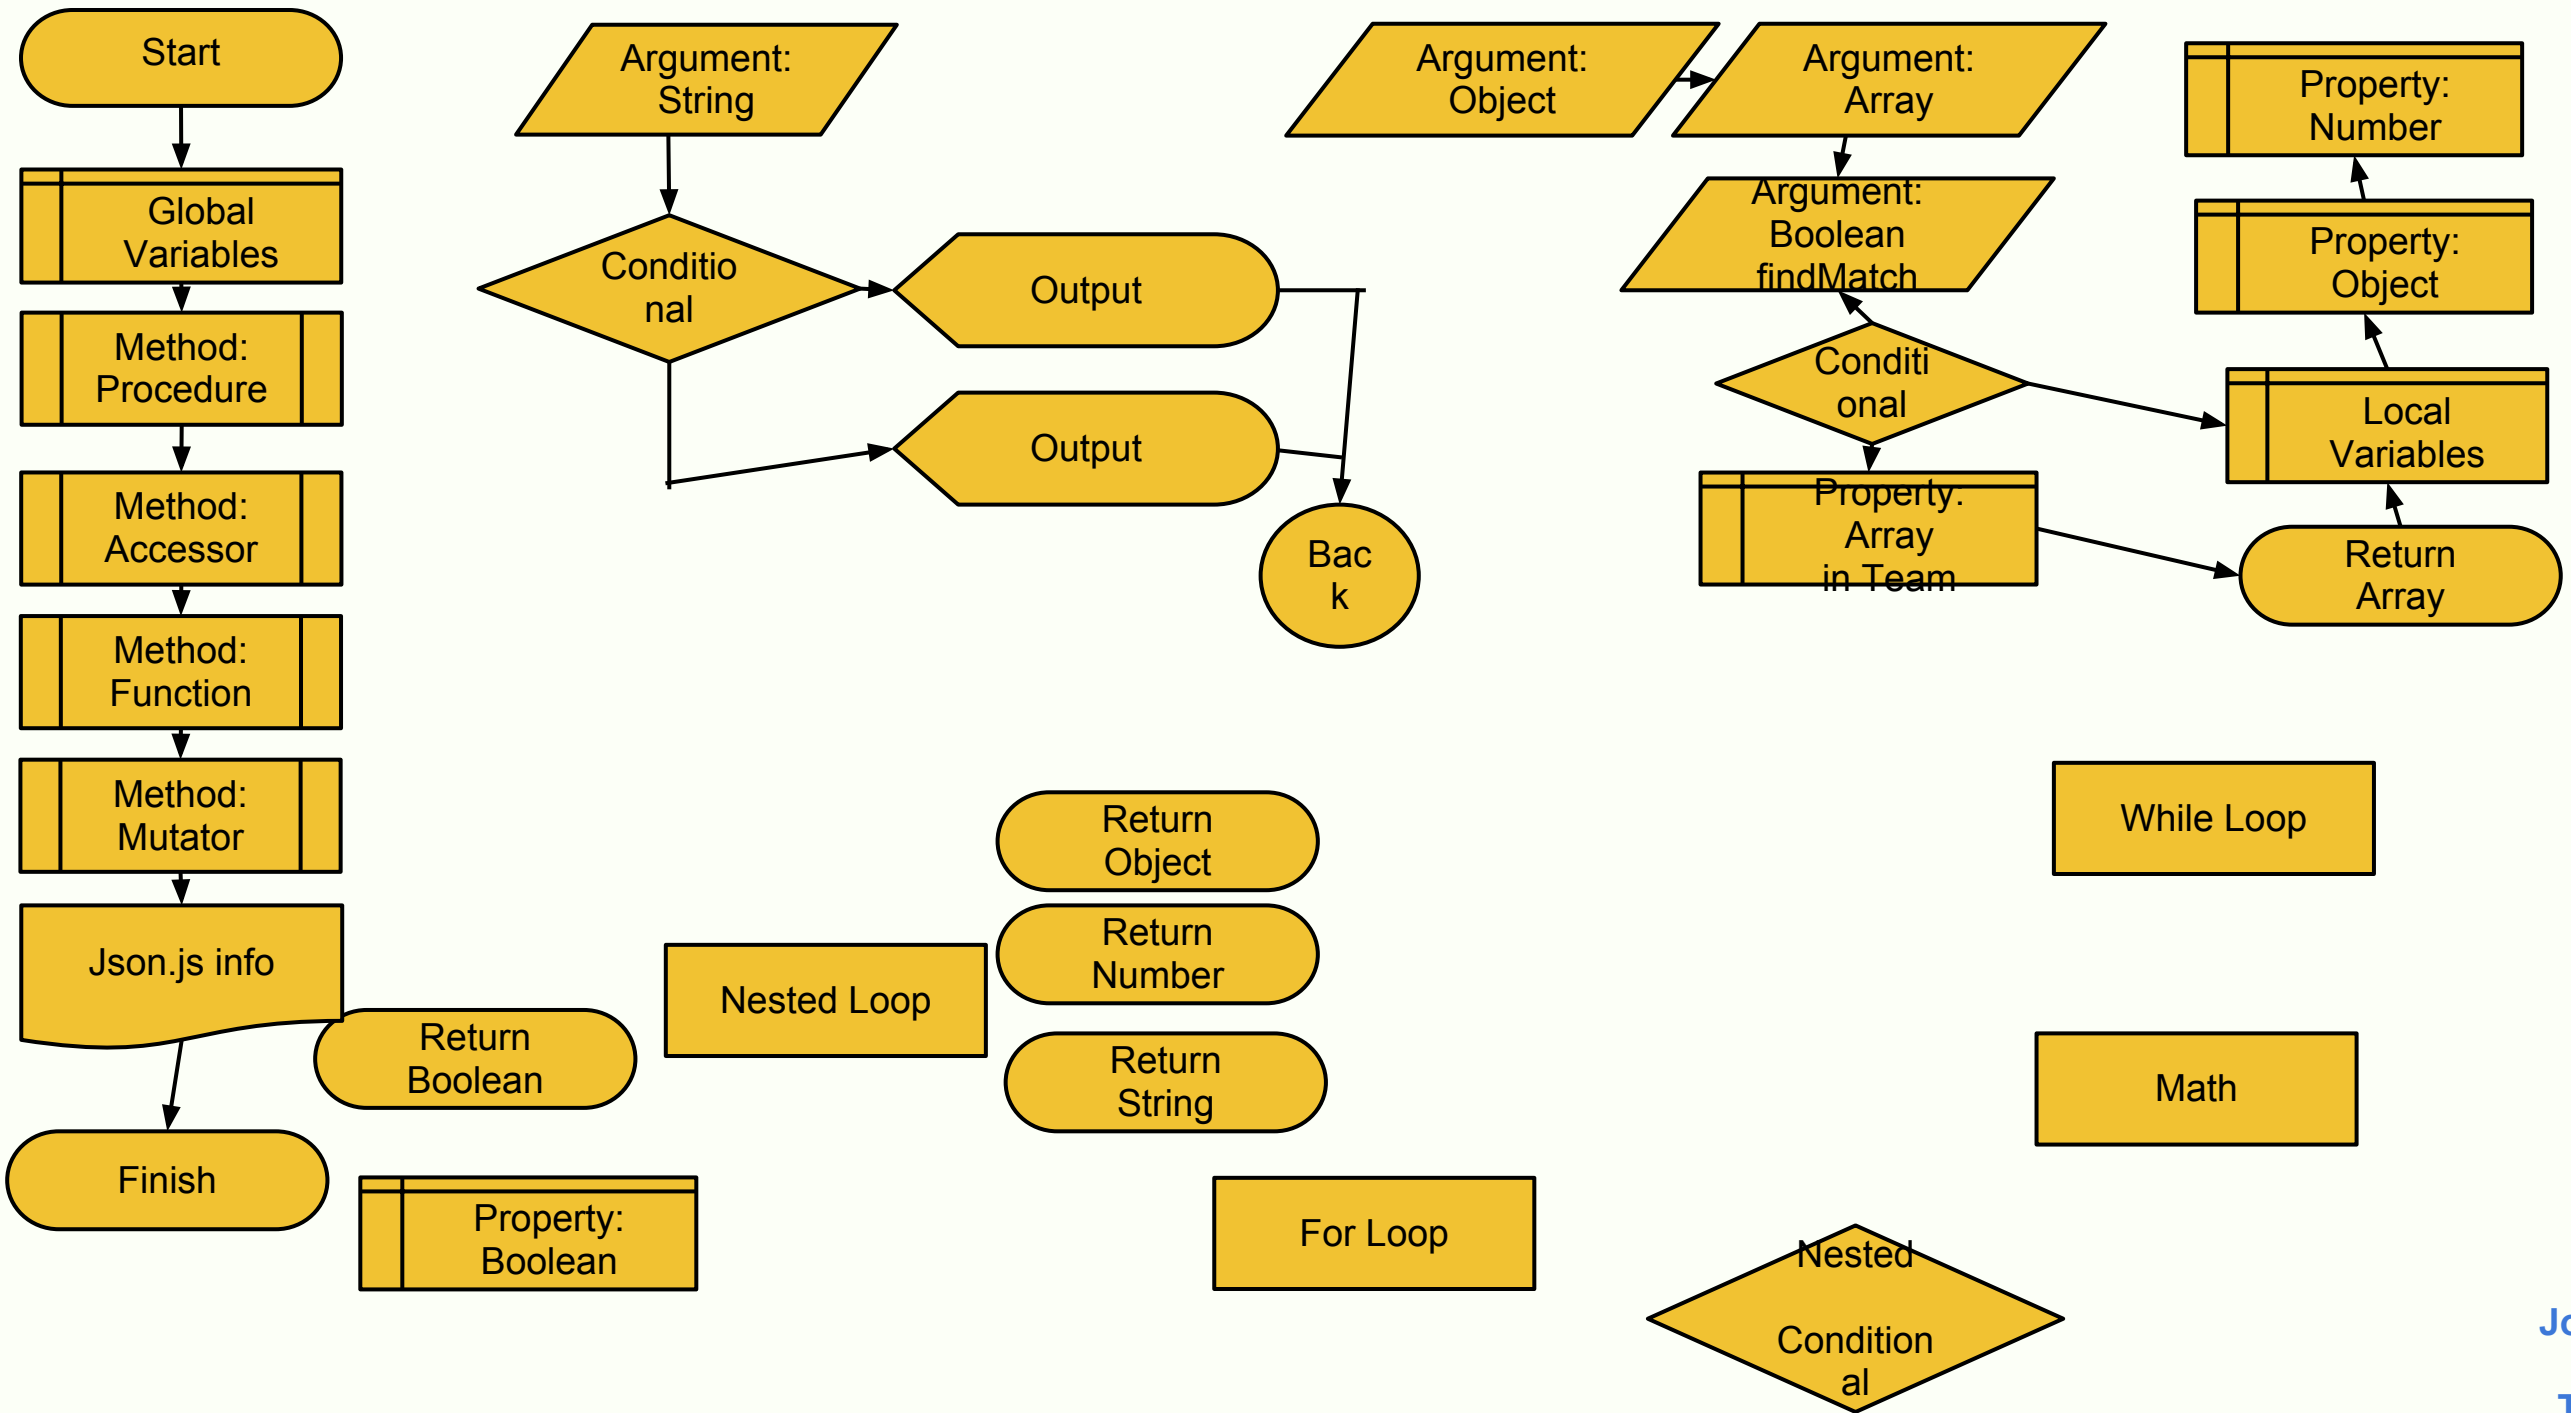 Start
Global
Variables
Method:
Procedure
Method:
Accessor
Method:
Function
Method:
Mutator
Json.js info
Finish
Argument:
String
Conditio
nal
Output
Output
Bac
k
Argument:
Object
Argument:
Array
Argument:
Boolean
findMatch
Conditi
onal
Property:
Array
in Team
Property:
Number
Property:
Object
Local
Variables
Return
Array
Return
Boolean
Property:
Boolean
Nested Loop
Return
Object
Return
Number
Return
String
For Loop
While Loop
Math
Nested
Condition
al